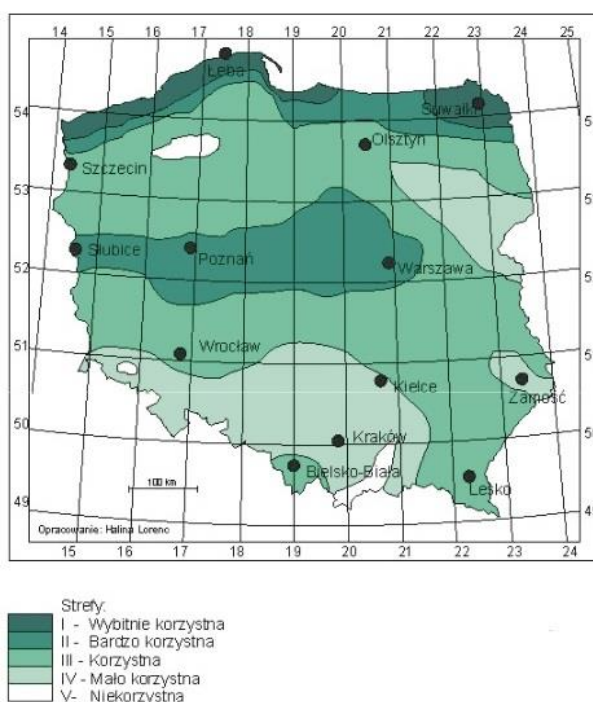 14 15 16 17 18 19 20 21 22 23 24 25
Łeba
54
Suwałki
Olsztyn
Szczecin
53
Słubice
Poznań
Warszawa
52
Wrocław
51
Kielce
Zamość
50
Kraków
Bielsko-Biała
Lesko
100 km
49
Opracowanie: Halina Lorenc
15 16 17 18 19 20 21 22 23 24
Strefy:
I - Wybitnie korzystna
II - Bardzo korzystna
III - Korzystna
IV - Mało korzystna
V- Niekorzystna